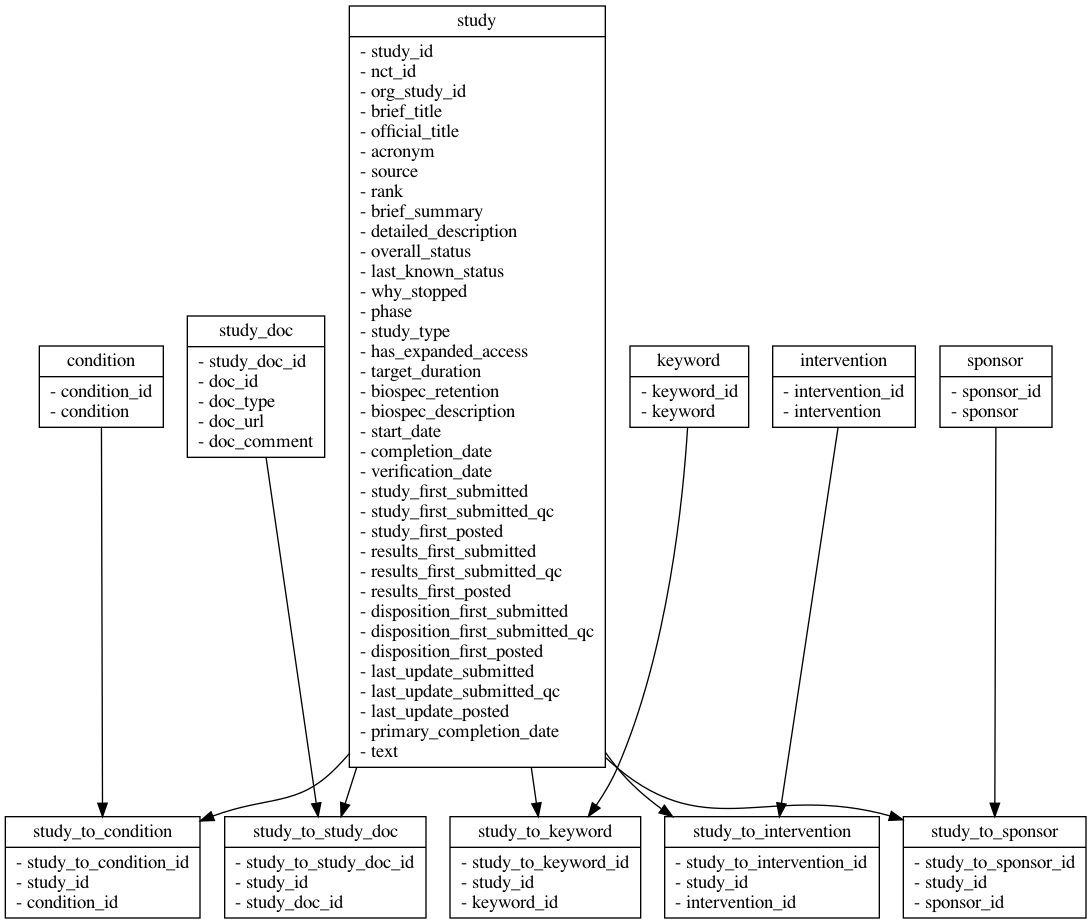 study
- study_id
- nct_id
- org_study_id
- brief_title
- official_title
- acronym
- source
- rank
- brief_summary
- detailed_description
- overall_status
- last_known_status
- why_stopped
- phase
- study_type
- has_expanded_access
- target_duration
- biospec_retention
- biospec_description
- start_date
- completion_date
- verification_date
- study_first_submitted
- study_first_submitted_qc
- study_first_posted
- results_first_submitted
- results_first_submitted_qc
- results_first_posted
- disposition_first_submitted
- disposition_first_submitted_qc
- disposition_first_posted
- last_update_submitted
- last_update_submitted_qc
- last_update_posted
- primary_completion_date
- text
condition
- condition_id
- condition
study_doc
- study_doc_id
- doc_id
- doc_type
- doc_url
- doc_comment
keyword
- keyword_id
- keyword
intervention
- intervention_id
- intervention
sponsor
- sponsor_id
- sponsor
study_to_condition
- study_to_condition_id
- study_id
- condition_id
study_to_study_doc
- study_to_study_doc_id
- study_id
- study_doc_id
study_to_keyword
- study_to_keyword_id
- study_id
- keyword_id
study_to_intervention
- study_to_intervention_id
- study_id
- intervention_id
study_to_sponsor
- study_to_sponsor_id
- study_id
- sponsor_id